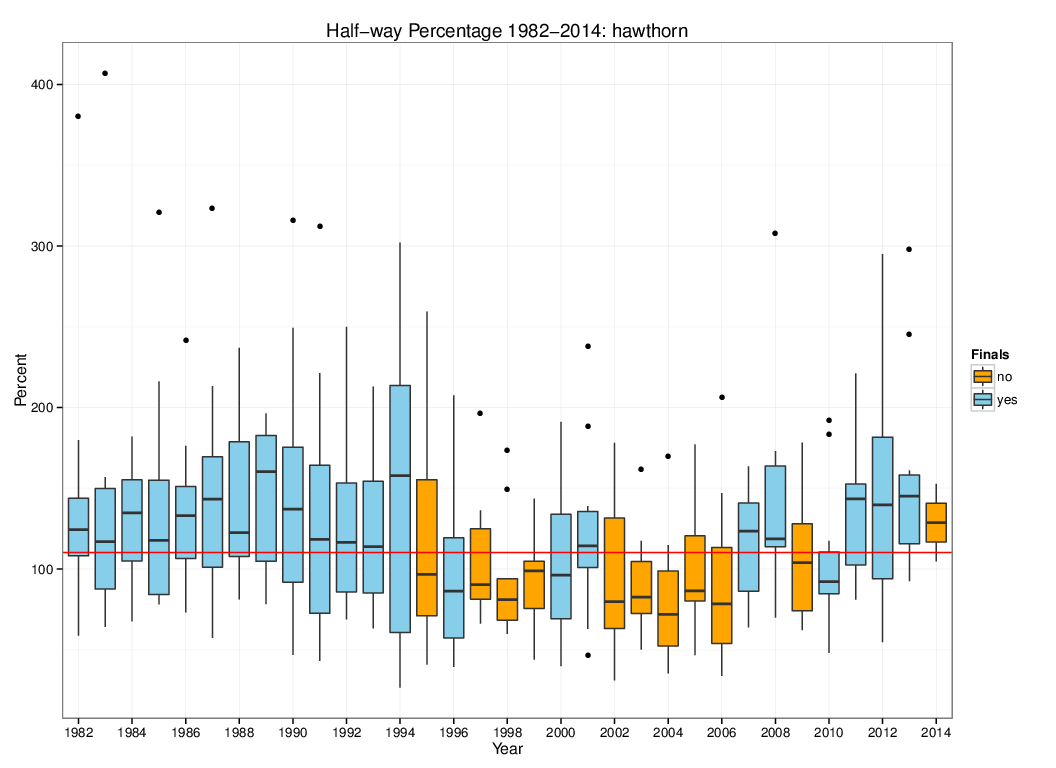 Half−way Percentage 1982−2014: hawthorn
Percent
400
300
200
100
1982 1984 1986 1988 1990 1992 1994 1996 1998 2000 2002 2004 2006 2008 2010 2012 2014
Year
Finals
no
yes